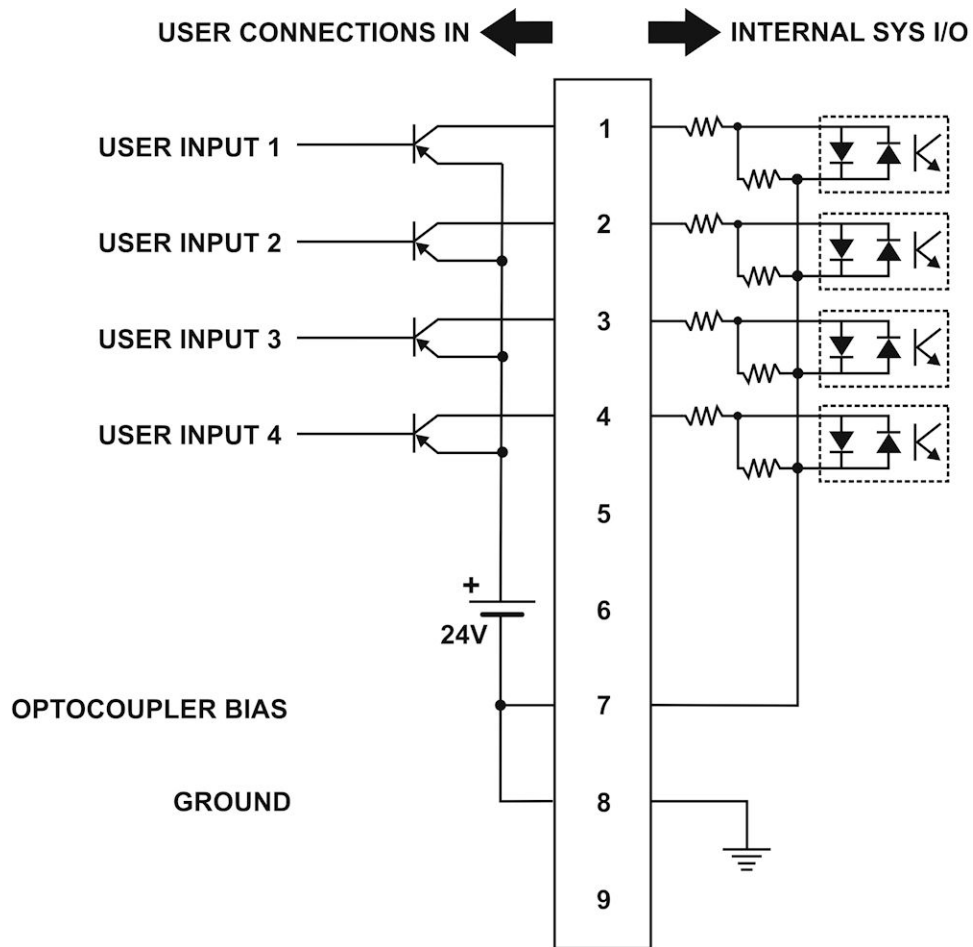 USER CONNECTIONS IN
INTERNAL SYS I/O
USER INPUT 1
1
USER INPUT 2
2
USER INPUT 3
3
USER INPUT 4
4
5
+
6
24V
OPTOCOUPLER BIAS
7
GROUND
8
9